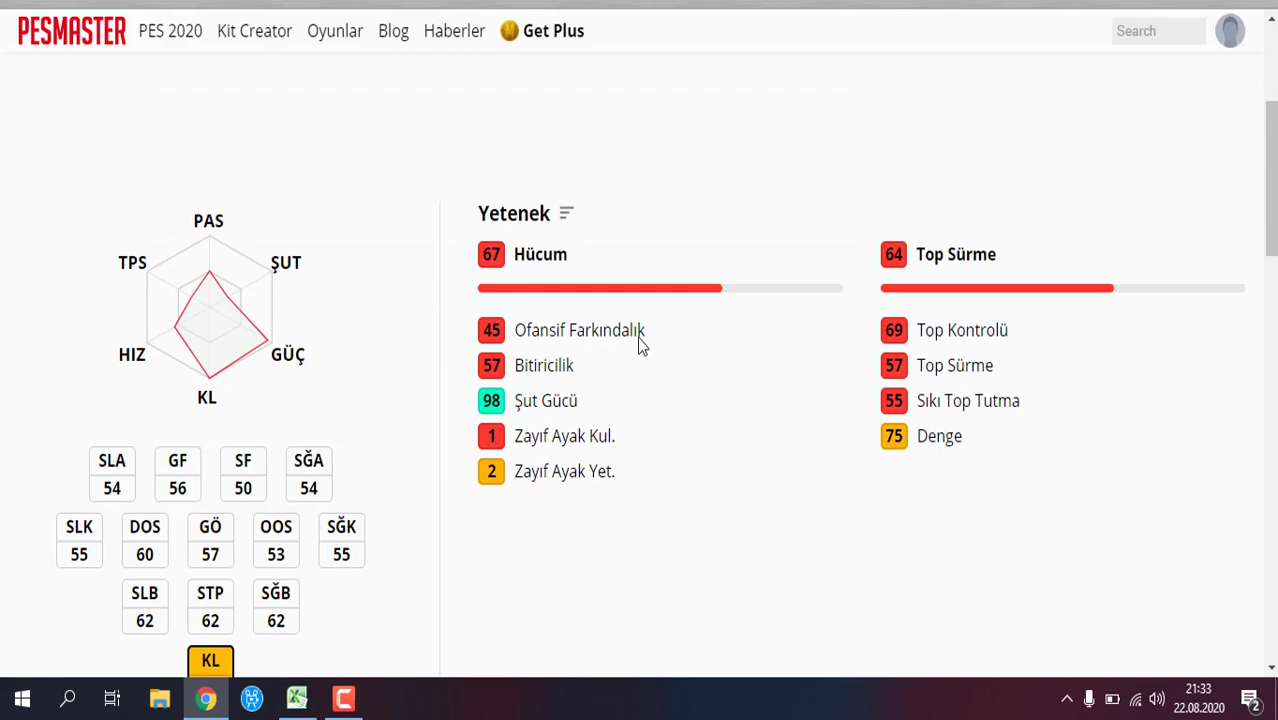 PESMASTER PES 2020 Kit Creator Oyunlar Blog Haberler Get Plus Search
PAS
TPS ŞUT
HIZ GÜÇ
KL
SLA GF SF SĞA
54 56 50 54
SLK DOS GÖ OOS SĞK
55 60 57 53 55
SLB STP SĞB
62 62 62
KL
Yetenek
67 Hücum
45 Ofansif Farkındalık
57 Bitiricilik
98 Şut Gücü
1 Zayıf Ayak Kul.
2 Zayıf Ayak Yet.
64 Top Sürme
69 Top Kontrolü
57 Top Sürme
55 Sıkı Top Tutma
75 Denge
21:33
22.08.2020
2